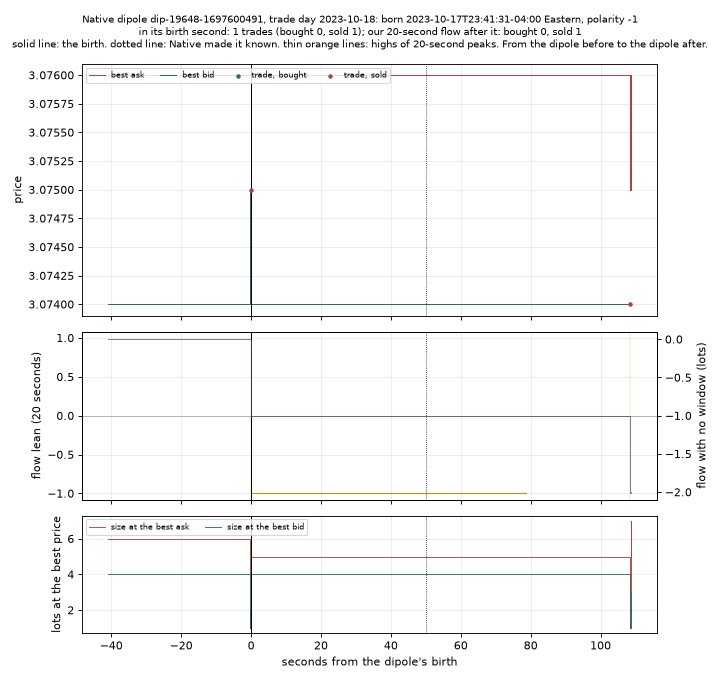 Native dipole dip-19648-1697600491, trade day 2023-10-18: born 2023-10-17T23:41:31-04:00 Eastern, polarity -1
in its birth second: 1 trades (bought 0, sold 1); our 20-second flow after it: bought 0, sold 1
solid line: the birth. dotted line: Native made it known. thin orange lines: highs of 20-second peaks. From the dipole before to the dipole after.
best ask best bid trade, bought trade, sold
3.07600
3.07575
3.07550
3.07525
3.07500
3.07475
3.07450
3.07425
3.07400
price
1.0
0.5
0.0
−0.5
−1.0
flow lean (20 seconds)
0.0
−0.5
−1.0
−1.5
−2.0
flow with no window (lots)
size at the best ask size at the best bid
6
4
2
lots at the best price
−40 −20 0 20 40 60 80 100
seconds from the dipole's birth